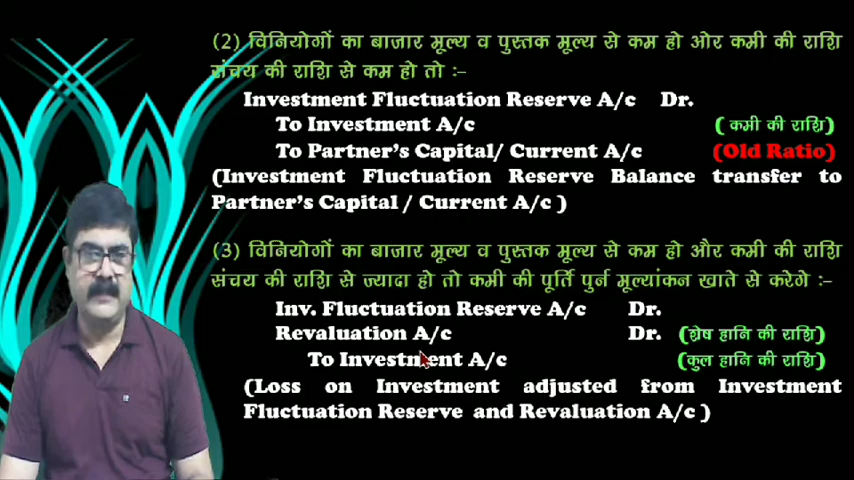 (2) विनियोगों का बाजार मूल्य व पुस्तक मूल्य से कम हो ओर कमी की राशि
संचय की राशि से कम हो तो :-
Investment Fluctuation Reserve A/c Dr.
To Investment A/c ( कमी की राशि)
To Partner's Capital/ Current A/c (Old Ratio)
(Investment Fluctuation Reserve Balance transfer to
Partner's Capital / Current A/c )
(3) विनियोगों का बाजार मूल्य व पुस्तक मूल्य से कम हो और कमी की राशि
संचय की राशि से ज्यादा हो तो कमी की पूर्ति पुर्न मूल्यांकन खाते से करेगे :-
Inv. Fluctuation Reserve A/c Dr.
Revaluation A/c Dr. (शेष हानि की राशि)
To Investment A/c (कुल हानि की राशि)
(Loss on Investment adjusted from Investment
Fluctuation Reserve and Revaluation A/c )